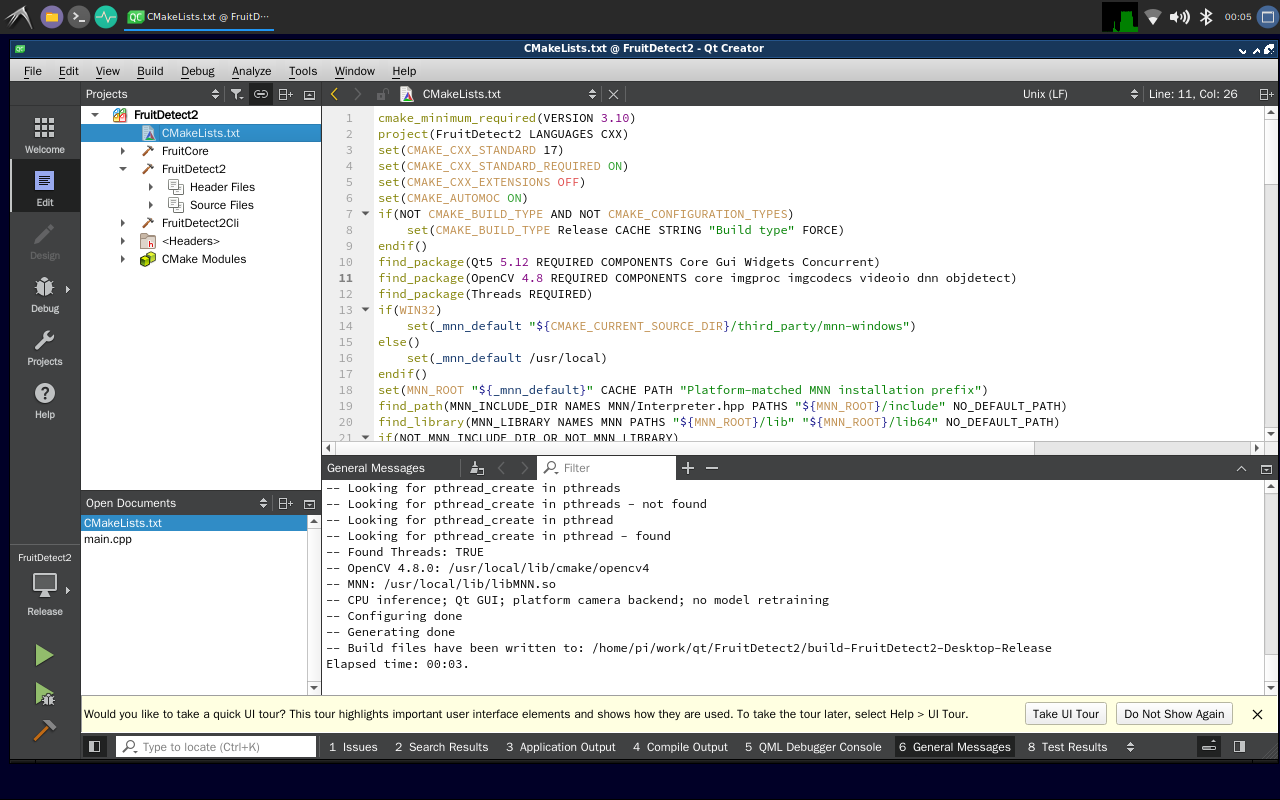 CMakeLists.txt @ FruitD···
00:05
CMakeLists.txt @ FruitDetect2 - Qt Creator
File Edit View Build Debug Analyze Tools Window Help
Projects
CMakeLists.txt
Unix (LF)
Line: 11, Col: 26
Welcome
Edit
Design
Debug
Projects
Help
FruitDetect2
Release
FruitDetect2
CMakeLists.txt
FruitCore
FruitDetect2
Header Files
Source Files
FruitDetect2Cli
<Headers>
CMake Modules
Open Documents
CMakeLists.txt
main.cpp
1 cmake_minimum_required(VERSION 3.10)
2 project(FruitDetect2 LANGUAGES CXX)
3 set(CMAKE_CXX_STANDARD 17)
4 set(CMAKE_CXX_STANDARD_REQUIRED ON)
5 set(CMAKE_CXX_EXTENSIONS OFF)
6 set(CMAKE_AUTOMOC ON)
7 if(NOT CMAKE_BUILD_TYPE AND NOT CMAKE_CONFIGURATION_TYPES)
8     set(CMAKE_BUILD_TYPE Release CACHE STRING "Build type" FORCE)
9 endif()
10 find_package(Qt5 5.12 REQUIRED COMPONENTS Core Gui Widgets Concurrent)
11 find_package(OpenCV 4.8 REQUIRED COMPONENTS core imgproc imgcodecs videoio dnn objdetect)
12 find_package(Threads REQUIRED)
13 if(WIN32)
14     set(_mnn_default "${CMAKE_CURRENT_SOURCE_DIR}/third_party/mnn-windows")
15 else()
16     set(_mnn_default /usr/local)
17 endif()
18 set(MNN_ROOT "${_mnn_default}" CACHE PATH "Platform-matched MNN installation prefix")
19 find_path(MNN_INCLUDE_DIR NAMES MNN/Interpreter.hpp PATHS "${MNN_ROOT}/include" NO_DEFAULT_PATH)
20 find_library(MNN_LIBRARY NAMES MNN PATHS "${MNN_ROOT}/lib" "${MNN_ROOT}/lib64" NO_DEFAULT_PATH)
21 if(NOT MNN_INCLUDE_DIR OR NOT MNN_LIBRARY)
General Messages
Filter
-- Looking for pthread_create in pthreads
-- Looking for pthread_create in pthreads - not found
-- Looking for pthread_create in pthread
-- Looking for pthread_create in pthread - found
-- Found Threads: TRUE
-- OpenCV 4.8.0: /usr/local/lib/cmake/opencv4
-- MNN: /usr/local/lib/libMNN.so
-- CPU inference; Qt GUI; platform camera backend; no model retraining
-- Configuring done
-- Generating done
-- Build files have been written to: /home/pi/work/qt/FruitDetect2/build-FruitDetect2-Desktop-Release
Elapsed time: 00:03.
Would you like to take a quick UI tour? This tour highlights important user interface elements and shows how they are used. To take the tour later, select Help > UI Tour.
Take UI Tour
Do Not Show Again
Type to locate (Ctrl+K)
1 Issues 2 Search Results 3 Application Output 4 Compile Output 5 QML Debugger Console 6 General Messages 8 Test Results